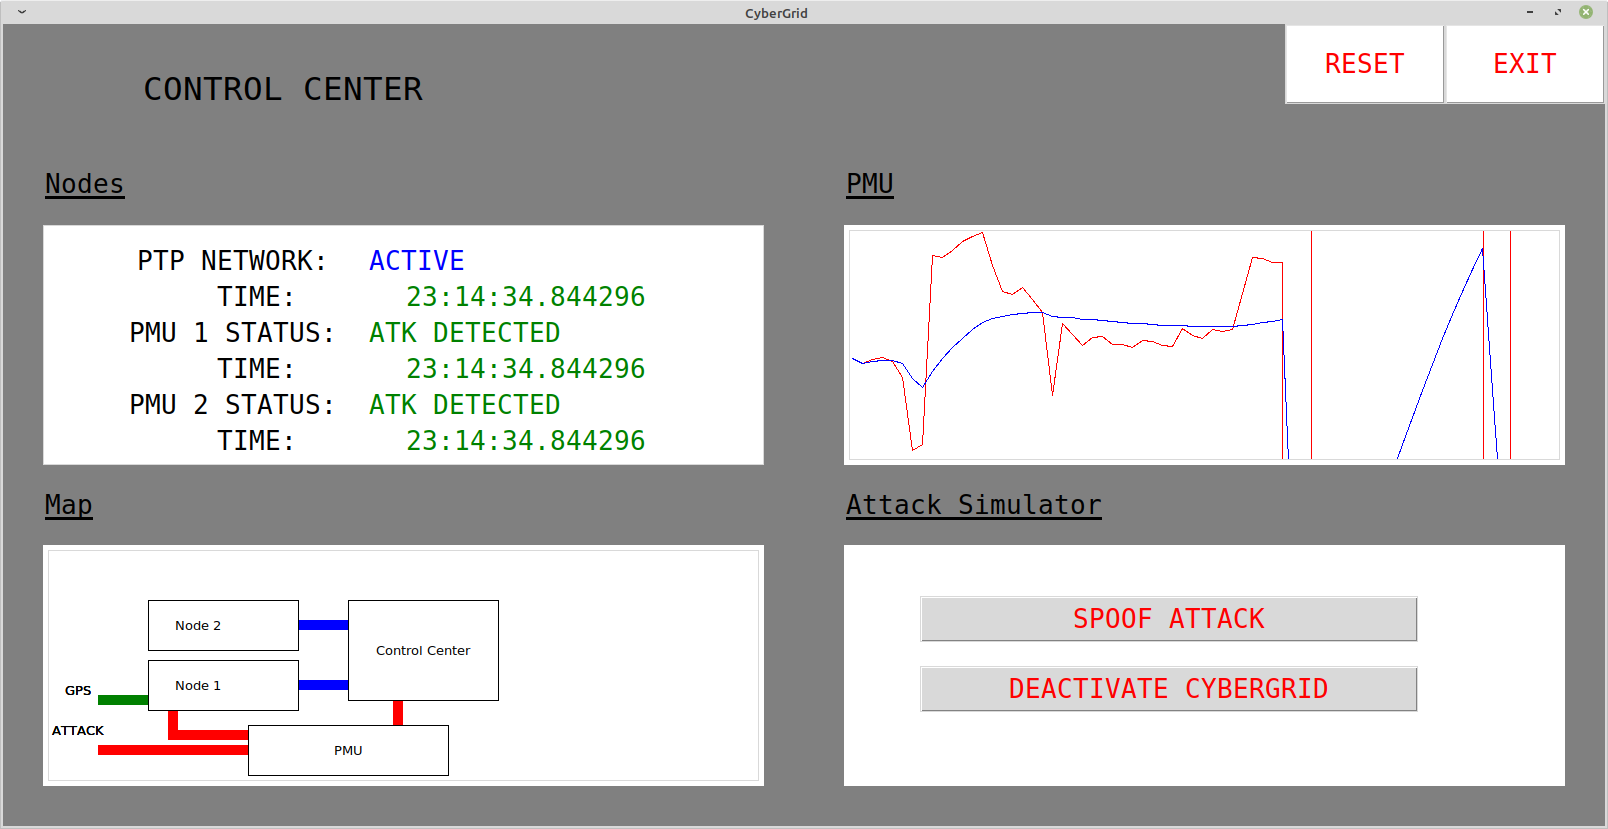 CyberGrid
RESET EXIT
CONTROL CENTER
Nodes
PTP NETWORK: ACTIVE
TIME: 23:14:34.844296
PMU 1 STATUS: ATK DETECTED
TIME: 23:14:34.844296
PMU 2 STATUS: ATK DETECTED
TIME: 23:14:34.844296
PMU
Map
Node 2
Control Center
Node 1
GPS
ATTACK
PMU
Attack Simulator
SPOOF ATTACK
DEACTIVATE CYBERGRID